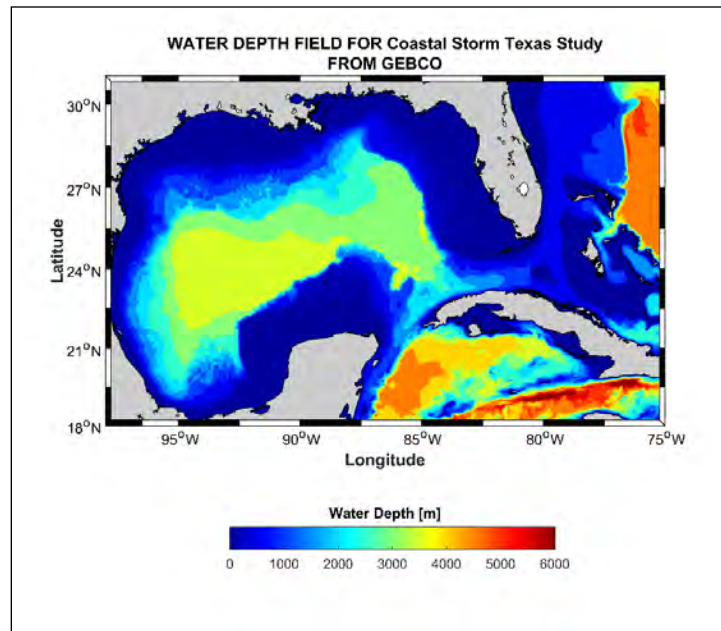 WATER DEPTH FIELD FOR Coastal Storm Texas Study
FROM GEBCO
30°N
27°N
24°N
21°N
18°N
Latitude
95°W 90°W 85°W 80°W 75°W
Longitude
Water Depth [m]
0 1000 2000 3000 4000 5000 6000